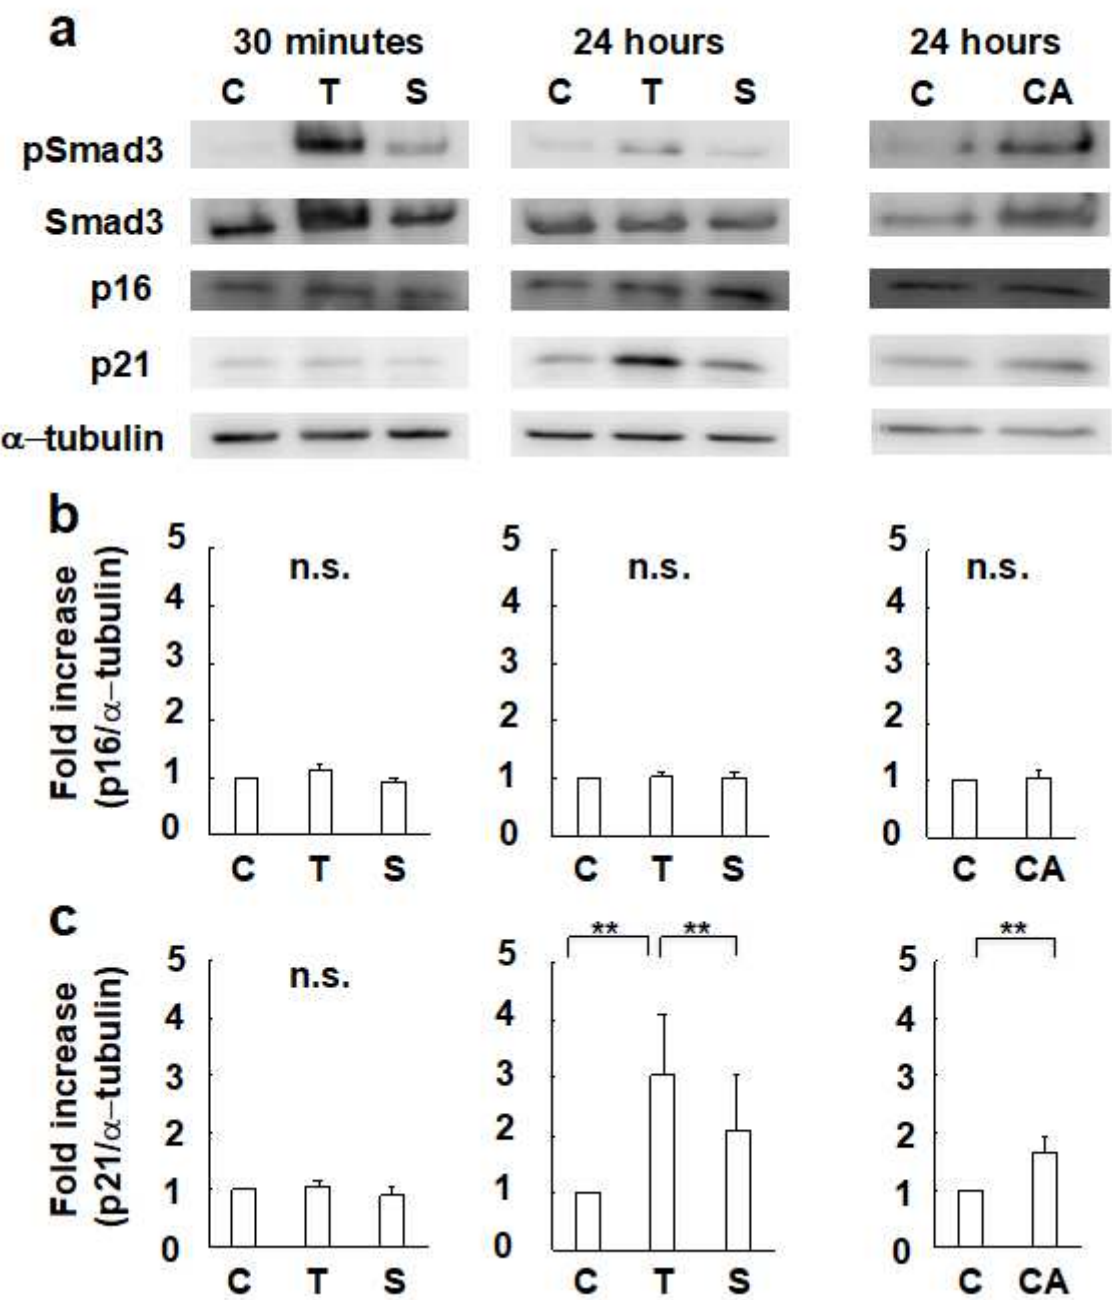 a
30 minutes 24 hours 24 hours
C T S C T S C CA
pSmad3
Smad3
p16
p21
α−tubulin
b
Fold increase
(p16/α−tubulin)
5 4 3 2 1 0
n.s.
C T S
5 4 3 2 1 0
n.s.
C T S
5 4 3 2 1 0
n.s.
C CA
c
Fold increase
(p21/α−tubulin)
5 4 3 2 1 0
n.s.
C T S
** **
5 4 3 2 1 0
C T S
**
5 4 3 2 1 0
C CA